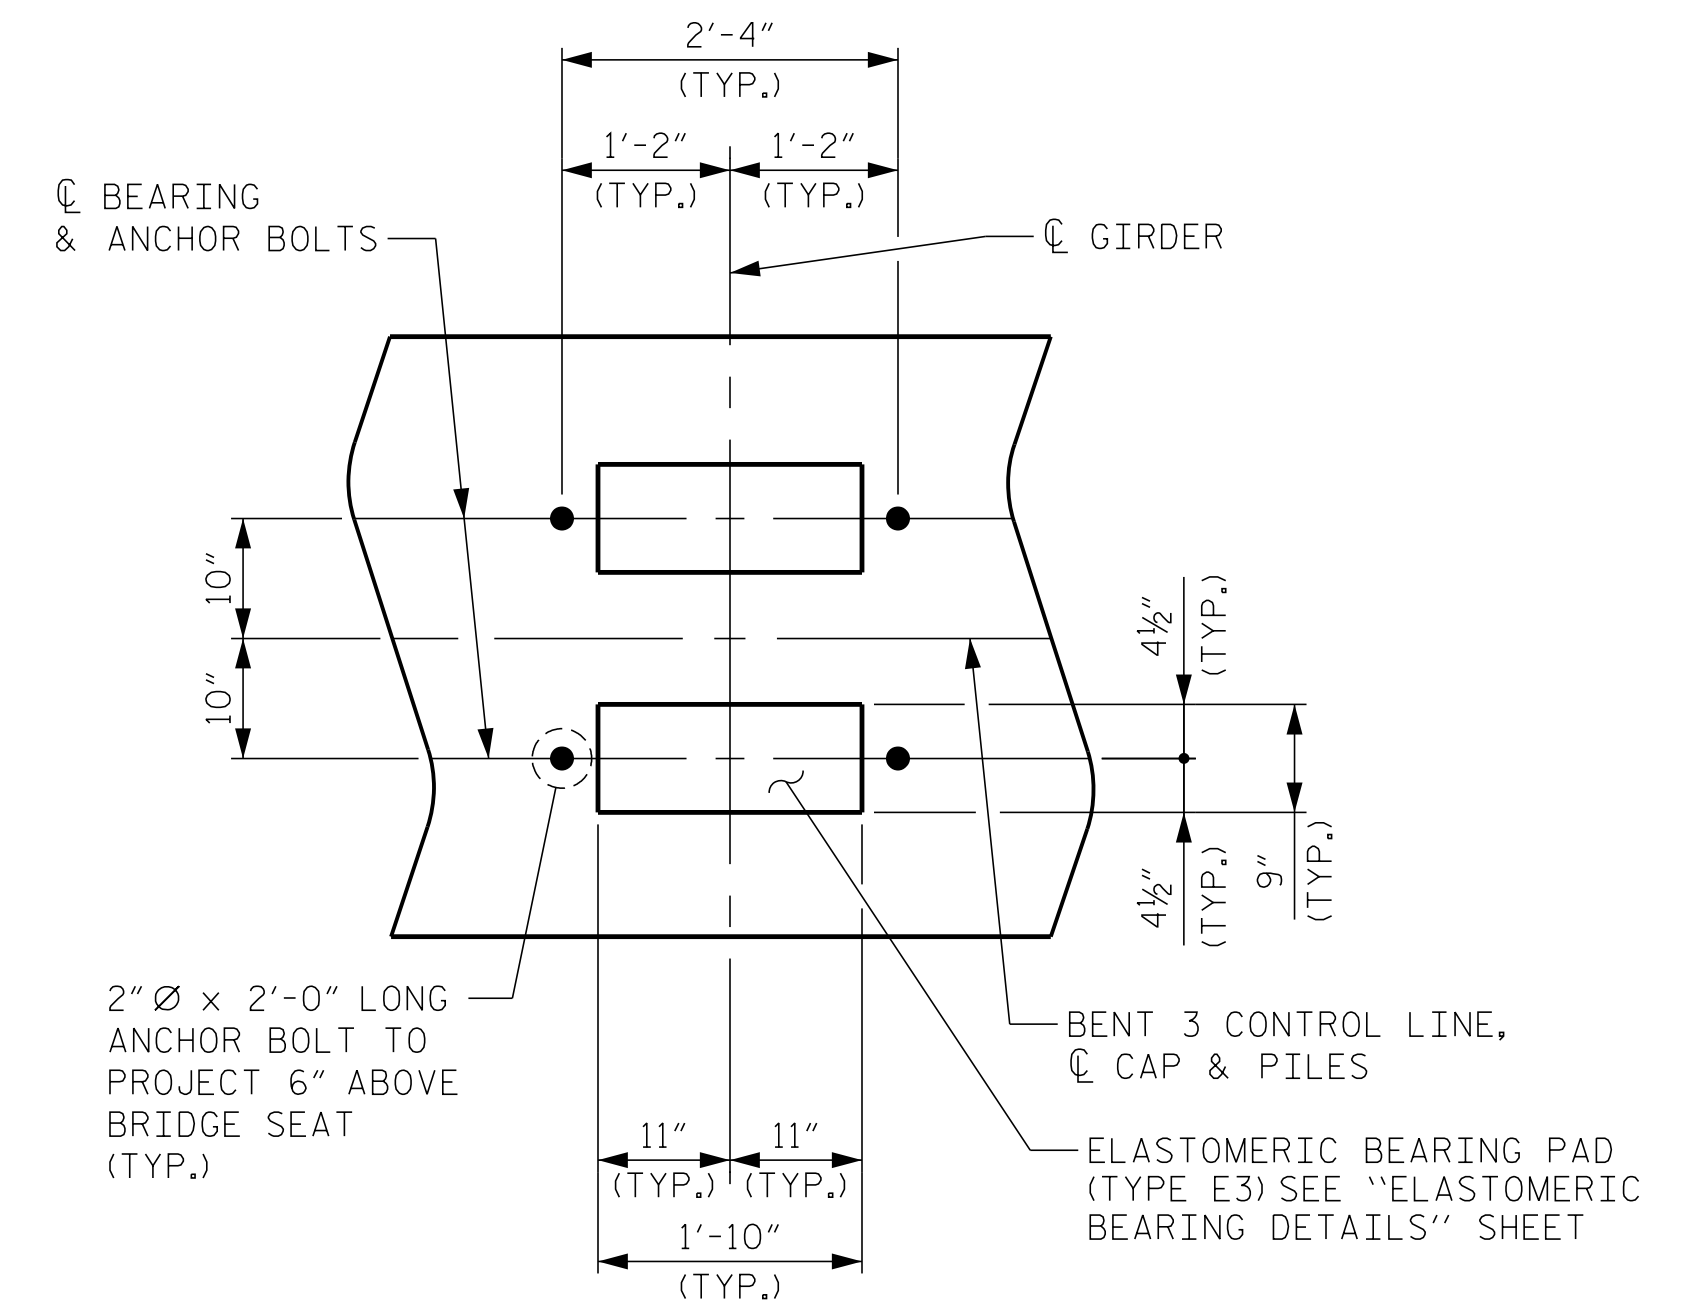 2'-4"
(TYP.)
1'-2"
(TYP.)
1'-2"
(TYP.)
℄ BEARING
& ANCHOR BOLTS
℄ GIRDER
10"
10"
4½"
(TYP.)
4½"
(TYP.)
9"
(TYP.)
2"Ø x 2'-0" LONG
ANCHOR BOLT TO
PROJECT 6" ABOVE
BRIDGE SEAT
(TYP.)
BENT 3 CONTROL LINE,
℄ CAP & PILES
11"
(TYP.)
11"
(TYP.)
1'-10"
(TYP.)
ELASTOMERIC BEARING PAD
(TYPE E3) SEE "ELASTOMERIC
BEARING DETAILS" SHEET